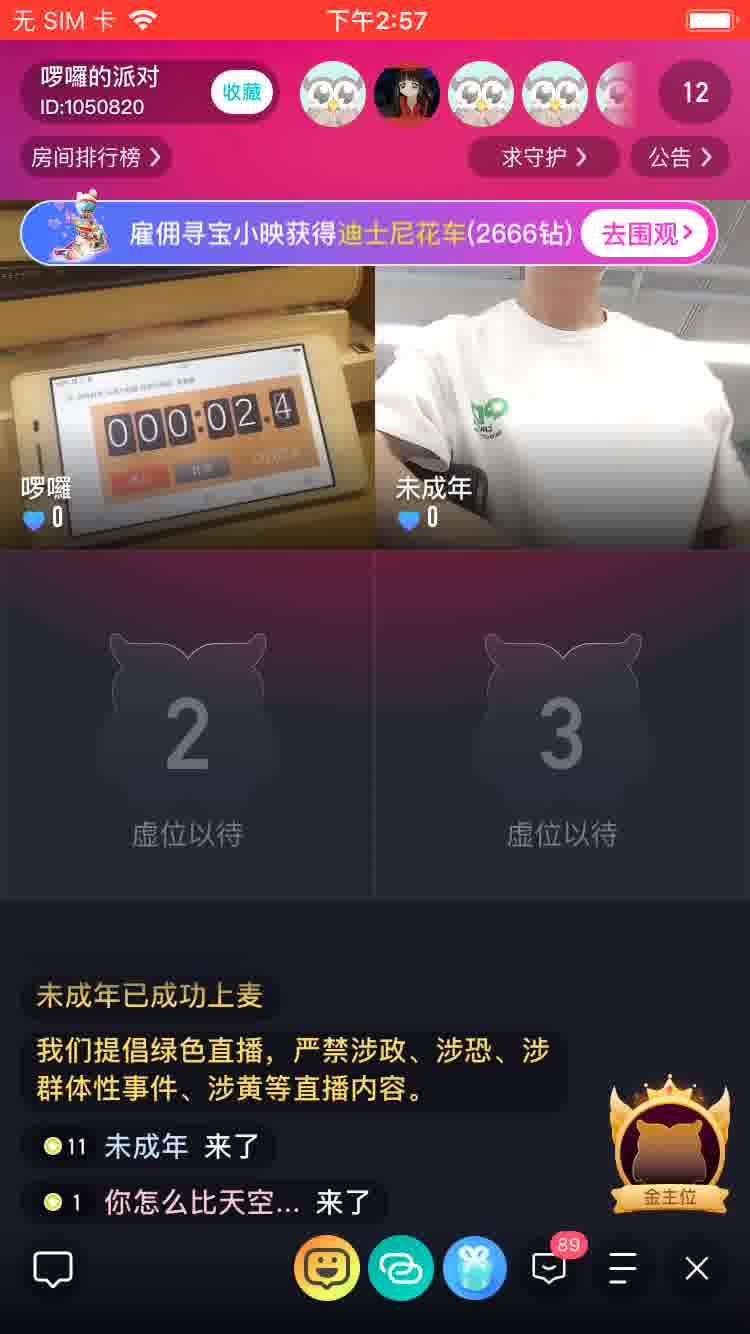 无 SIM 卡 下午2:57
啰囉的派对
ID:1050820
收藏
12
房间排行榜
求守护
公告
雇佣寻宝小映获得迪士尼花车(2666钻)
去围观
000:02.4
啰囉
0
未成年
0
2
3
虚位以待
虚位以待
未成年已成功上麦
我们提倡绿色直播，严禁涉政、涉恐、涉
群体性事件、涉黄等直播内容。
11 未成年 来了
1 你怎么比天空... 来了
金主位
89